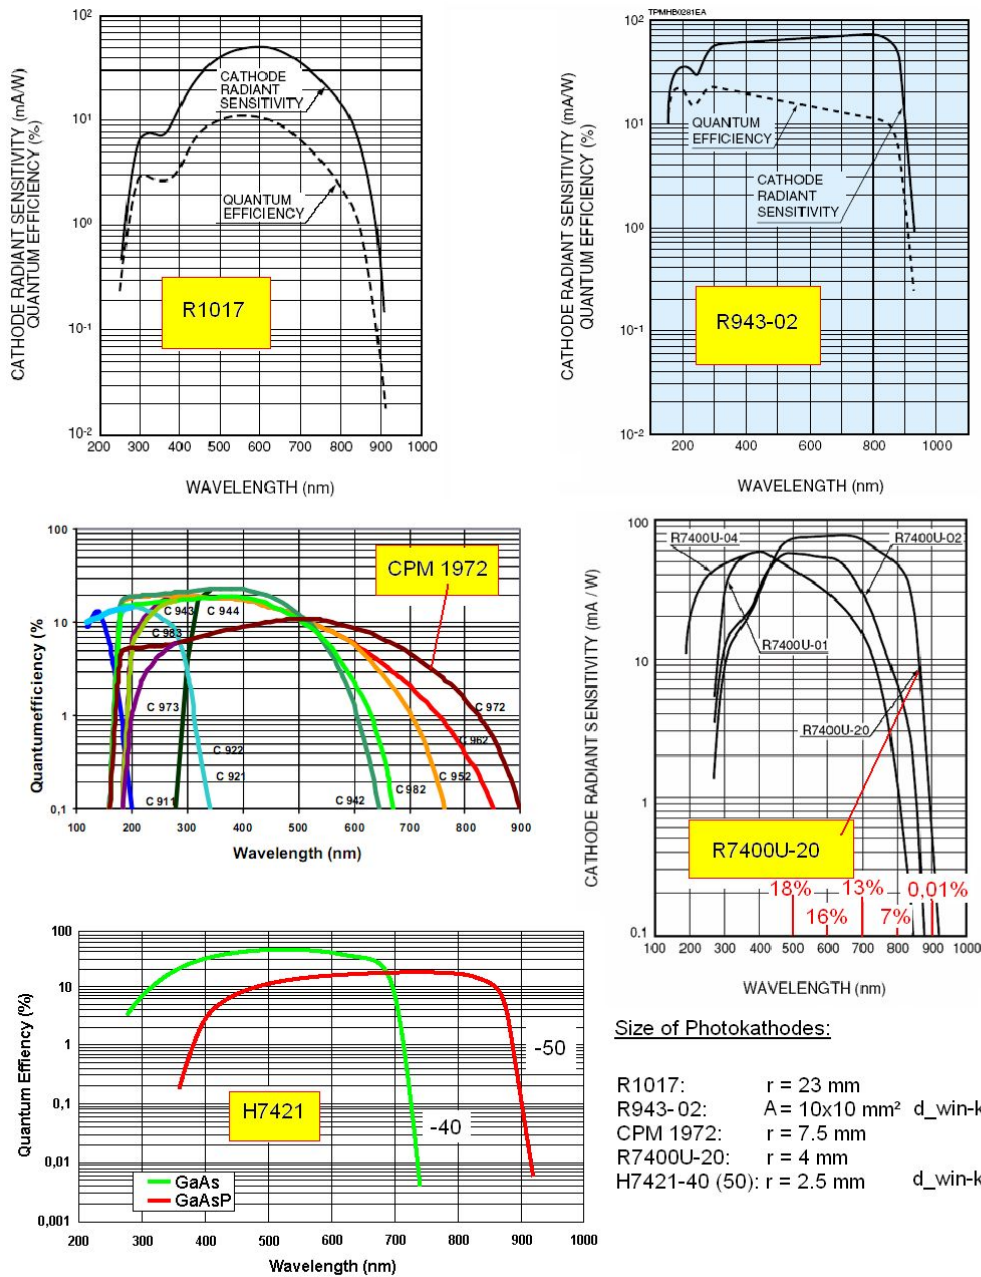 CATHODE RADIANT SENSITIVITY (mA/W)
QUANTUM EFFICIENCY (%)
10²
10¹
10⁰
10-1
10-2
CATHODE
RADIANT
SENSITIVITY
QUANTUM
EFFICIENCY
R1017
200 300 400 500 600 700 800 900 1000
WAVELENGTH (nm)
TPMHB0281EA
CATHODE RADIANT SENSITIVITY (mA/W)
QUANTUM EFFICIENCY (%)
10²
10¹
10⁰
10-1
10-2
QUANTUM
EFFICIENCY
CATHODE
RADIANT
SENSITIVITY
R943-02
200 400 600 800 1000
WAVELENGTH (nm)
Quantumefficiency (%
100
10
1
0,1
CPM 1972
C 943 C 944
C 983
C 973
C 972
C 922
C 962
C 921
C 952
C 982
C 911
C 942
100 200 300 400 500 600 700 800 900
Wavelength (nm)
CATHODE RADIANT SENSITIVITY (mA / W)
100
10
1
0.1
R7400U-04
R7400U-02
R7400U-01
R7400U-20
R7400U-20
18% 13% 0,01%
16% 7%
100 200 300 400 500 600 700 800 900 1000
WAVELENGTH (nm)
Quantum Effiency (%)
100
10
1
0,1
0,01
0,001
-50
H7421
-40
GaAs
GaAsP
200 300 400 500 600 700 800 900 1000
Wavelength (nm)
Size of Photokathodes:
R1017: r = 23 mm
R943- 02: A = 10x10 mm² d_win-k
CPM 1972: r = 7.5 mm
R7400U-20: r = 4 mm
H7421-40 (50): r = 2.5 mm d_win-k